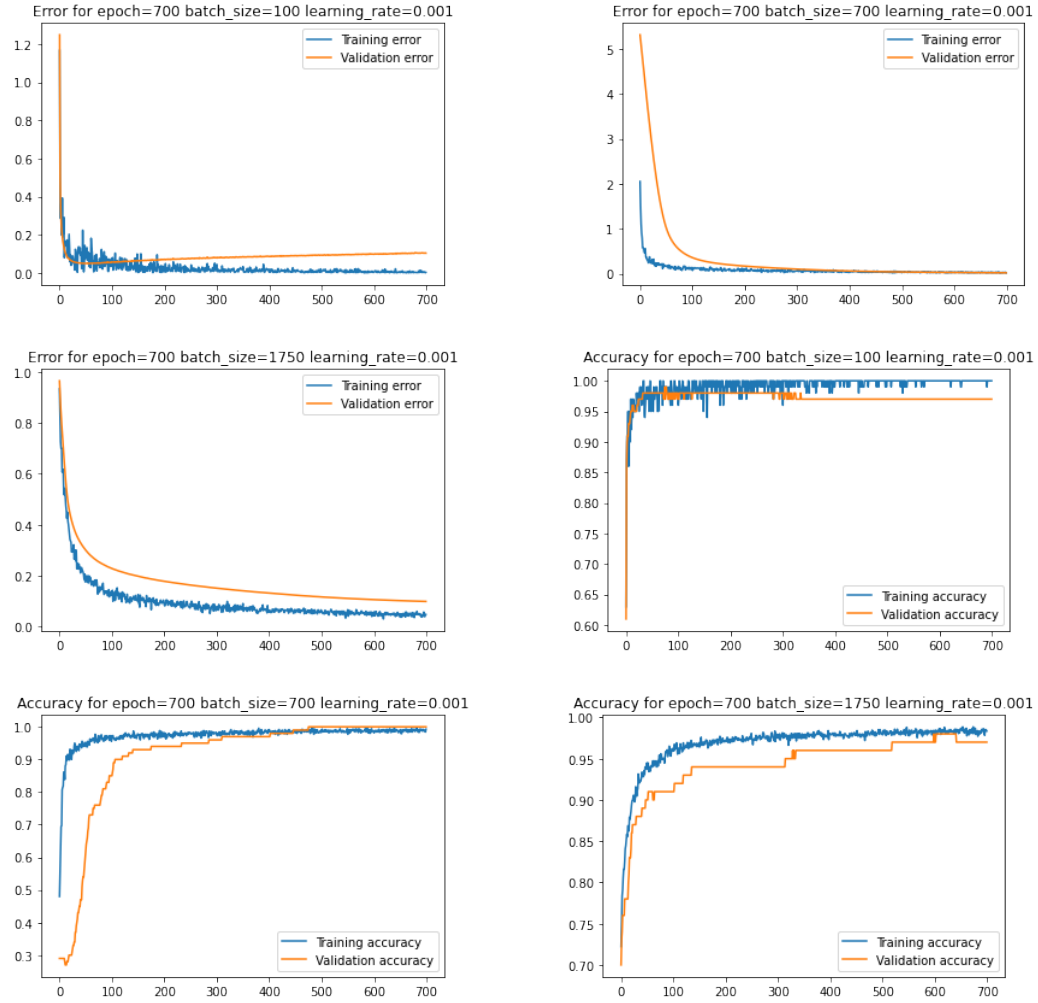 Error for epoch=700 batch_size=100 learning_rate=0.001
1.2
1.0
0.8
0.6
0.4
0.2
0.0
Training error
Validation error
0 100 200 300 400 500 600 700
Error for epoch=700 batch_size=700 learning_rate=0.001
5
4
3
2
1
0
Training error
Validation error
0 100 200 300 400 500 600 700
Error for epoch=700 batch_size=1750 learning_rate=0.001
1.0
0.8
0.6
0.4
0.2
0.0
Training error
Validation error
0 100 200 300 400 500 600 700
Accuracy for epoch=700 batch_size=100 learning_rate=0.001
1.00
0.95
0.90
0.85
0.80
0.75
0.70
0.65
0.60
Training accuracy
Validation accuracy
0 100 200 300 400 500 600 700
Accuracy for epoch=700 batch_size=700 learning_rate=0.001
1.0
0.9
0.8
0.7
0.6
0.5
0.4
0.3
Training accuracy
Validation accuracy
0 100 200 300 400 500 600 700
Accuracy for epoch=700 batch_size=1750 learning_rate=0.001
1.00
0.95
0.90
0.85
0.80
0.75
0.70
Training accuracy
Validation accuracy
0 100 200 300 400 500 600 700